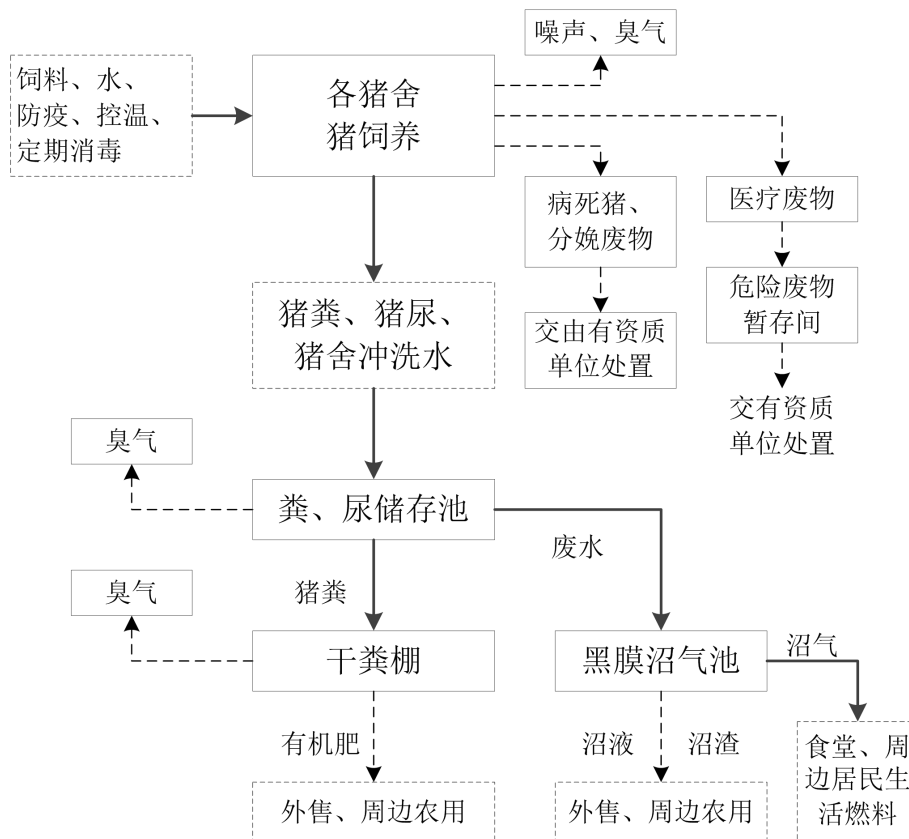 噪声、臭气
饲料、水、
防疫、控温、
定期消毒
各猪舍
猪饲养
病死猪、
分娩废物
医疗废物
危险废物
暂存间
猪粪、猪尿、
猪舍冲洗水
交由有资质
单位处置
交有资质
单位处置
臭气
粪、尿储存池
废水
猪粪
臭气
干粪棚
黑膜沼气池
沼气
有机肥
沼液
沼渣
外售、周边农用
外售、周边农用
食堂、周
边居民生
活燃料